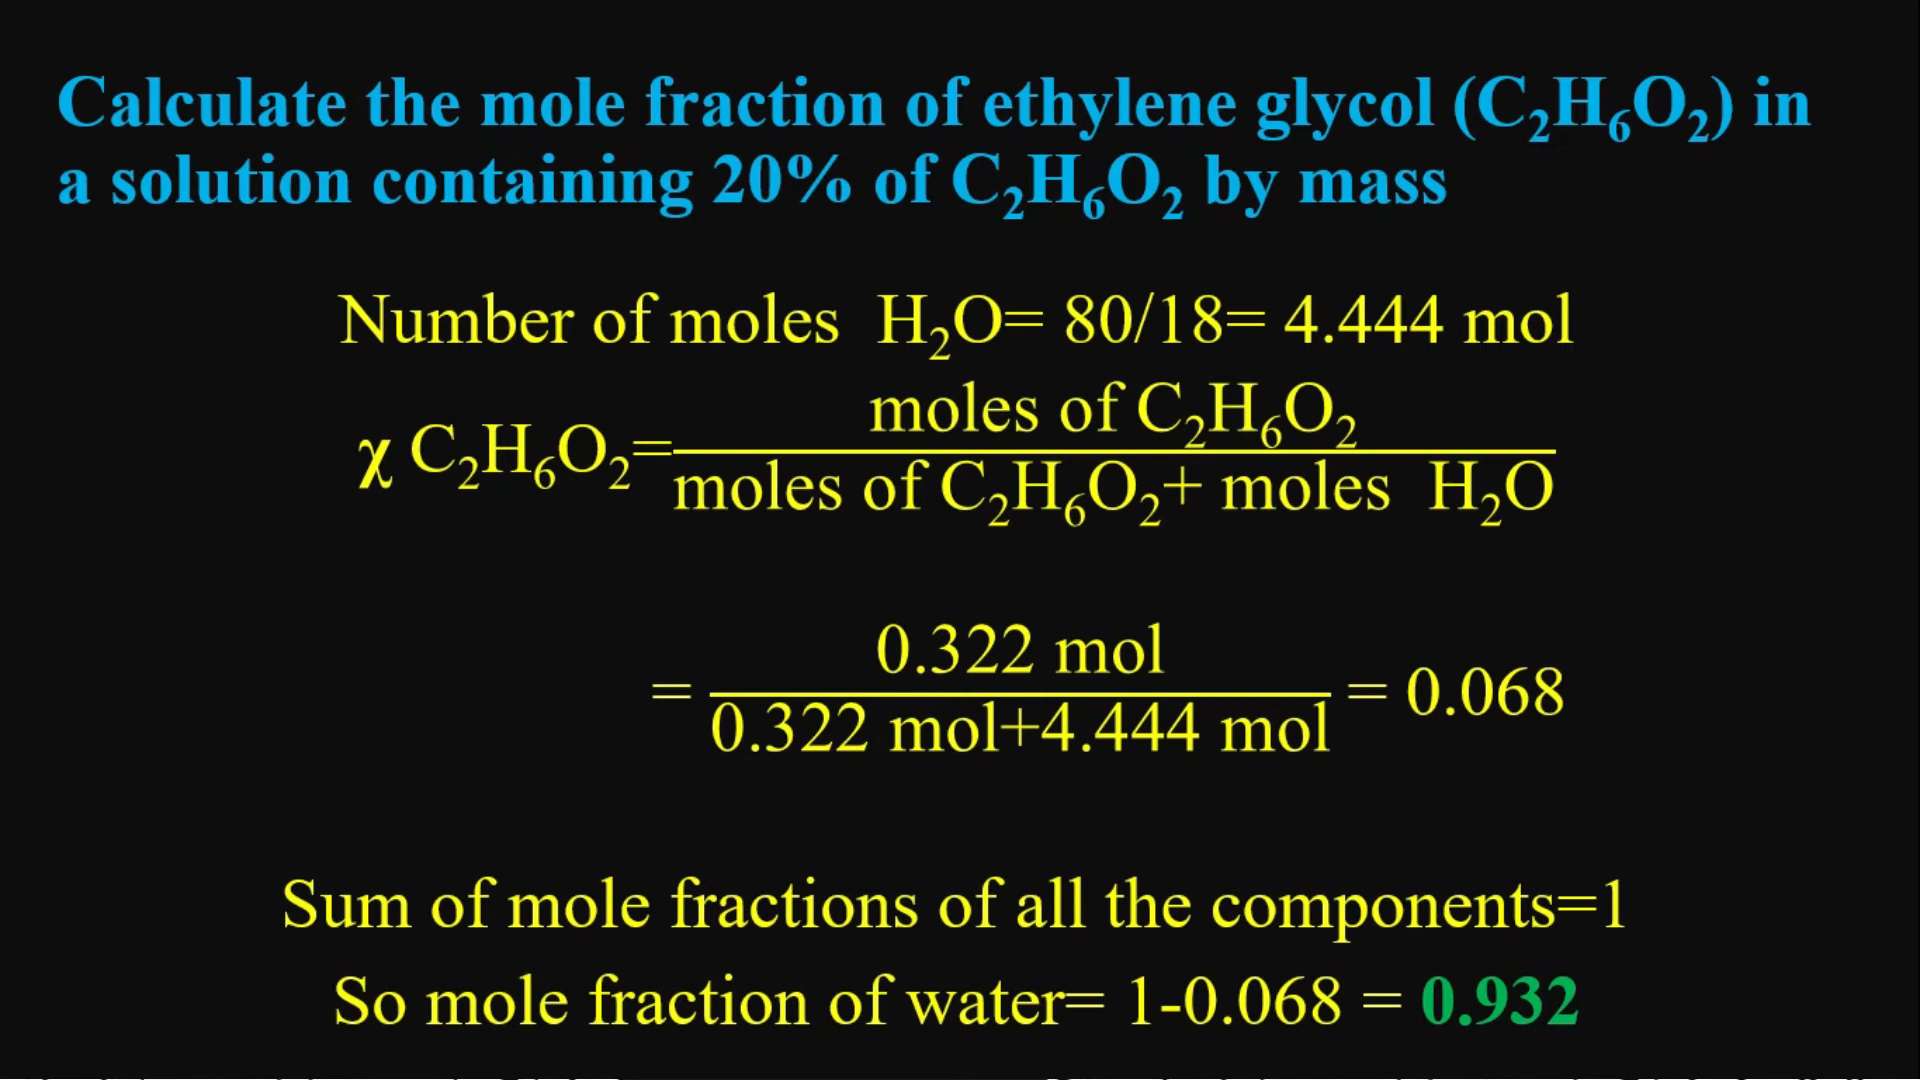 Calculate the mole fraction of ethylene glycol (C₂H₆O₂) in
a solution containing 20% of C₂H₆O₂ by mass
Number of moles H₂O= 80/18= 4.444 mol
χ C₂H₆O₂=
moles of C₂H₆O₂
moles of C₂H₆O₂+ moles H₂O
=
0.322 mol
0.322 mol+4.444 mol
= 0.068
Sum of mole fractions of all the components=1
So mole fraction of water= 1-0.068 = 0.932